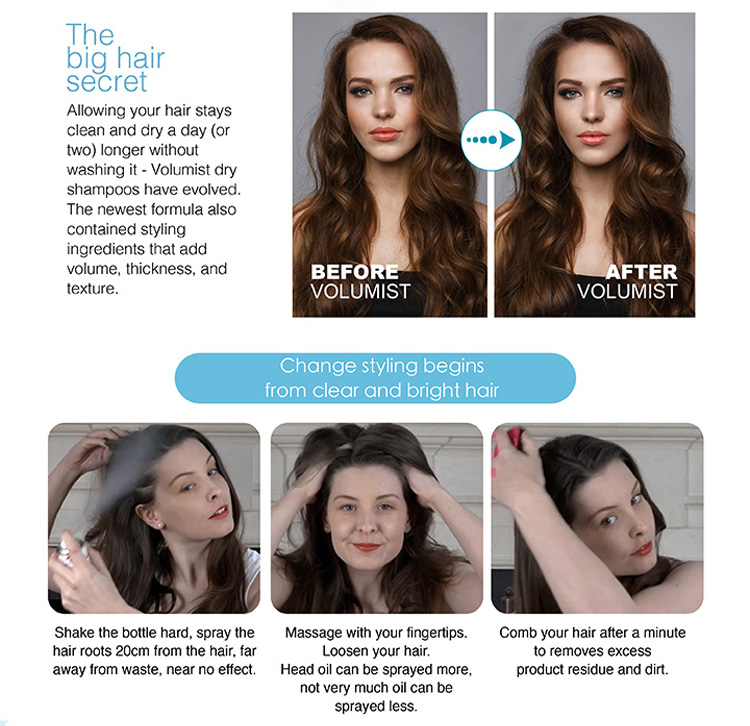 The
big hair
secret
Allowing your hair stays
clean and dry a day (or
two) longer without
washing it - Volumist dry
shampoos have evolved.
The newest formula also
contained styling
ingredients that add
volume, thickness, and
texture.
BEFORE
VOLUMIST
AFTER
VOLUMIST
Change styling begins
from clear and bright hair
Shake the bottle hard, spray the
hair roots 20cm from the hair, far
away from waste, near no effect.
Massage with your fingertips.
Loosen your hair.
Head oil can be sprayed more,
not very much oil can be
sprayed less.
Comb your hair after a minute
to removes excess
product residue and dirt.